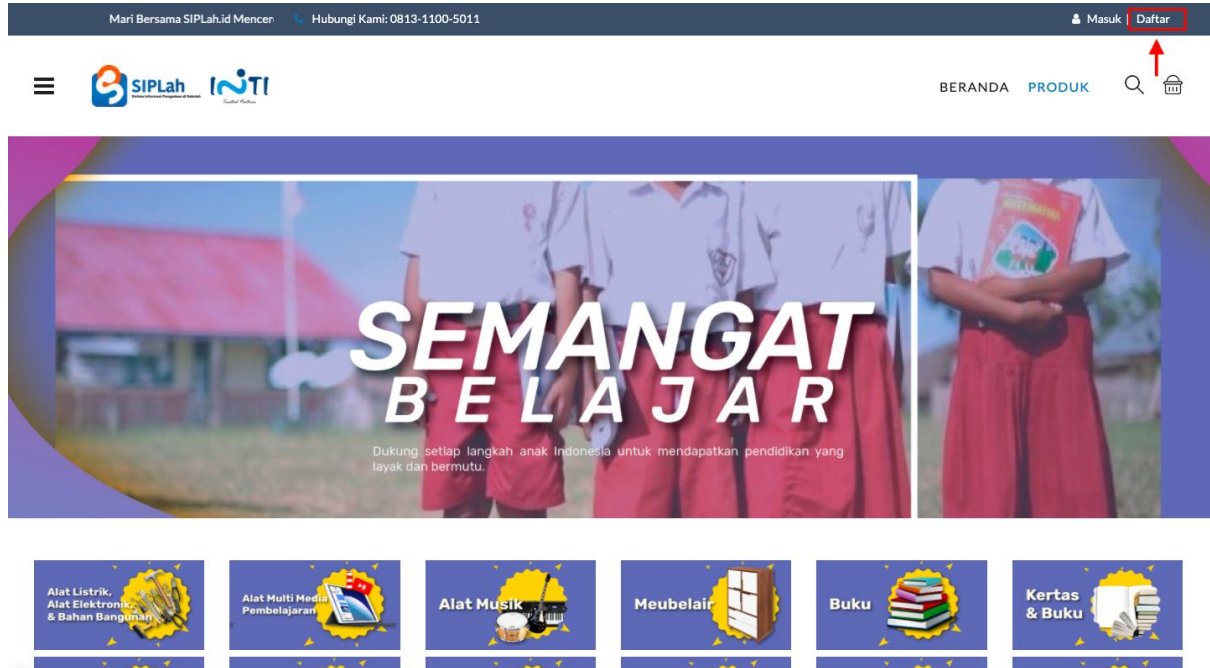 Mari Bersama SIPLah.id Mencer
Hubungi Kami: 0813-1100-5011
Masuk | Daftar
SIPLah
INTI
BERANDA PRODUK
MATEMATIKA
SEMANGAT
BELAJAR
Dukung setiap langkah anak Indonesia untuk mendapatkan pendidikan yang
layak dan bermutu.
Alat Listrik,
Alat Elektronik,
& Bahan Bangunan
Alat Multi Media
Pembelajaran
Alat Musik
Meubelair
Buku
Kertas
& Buku